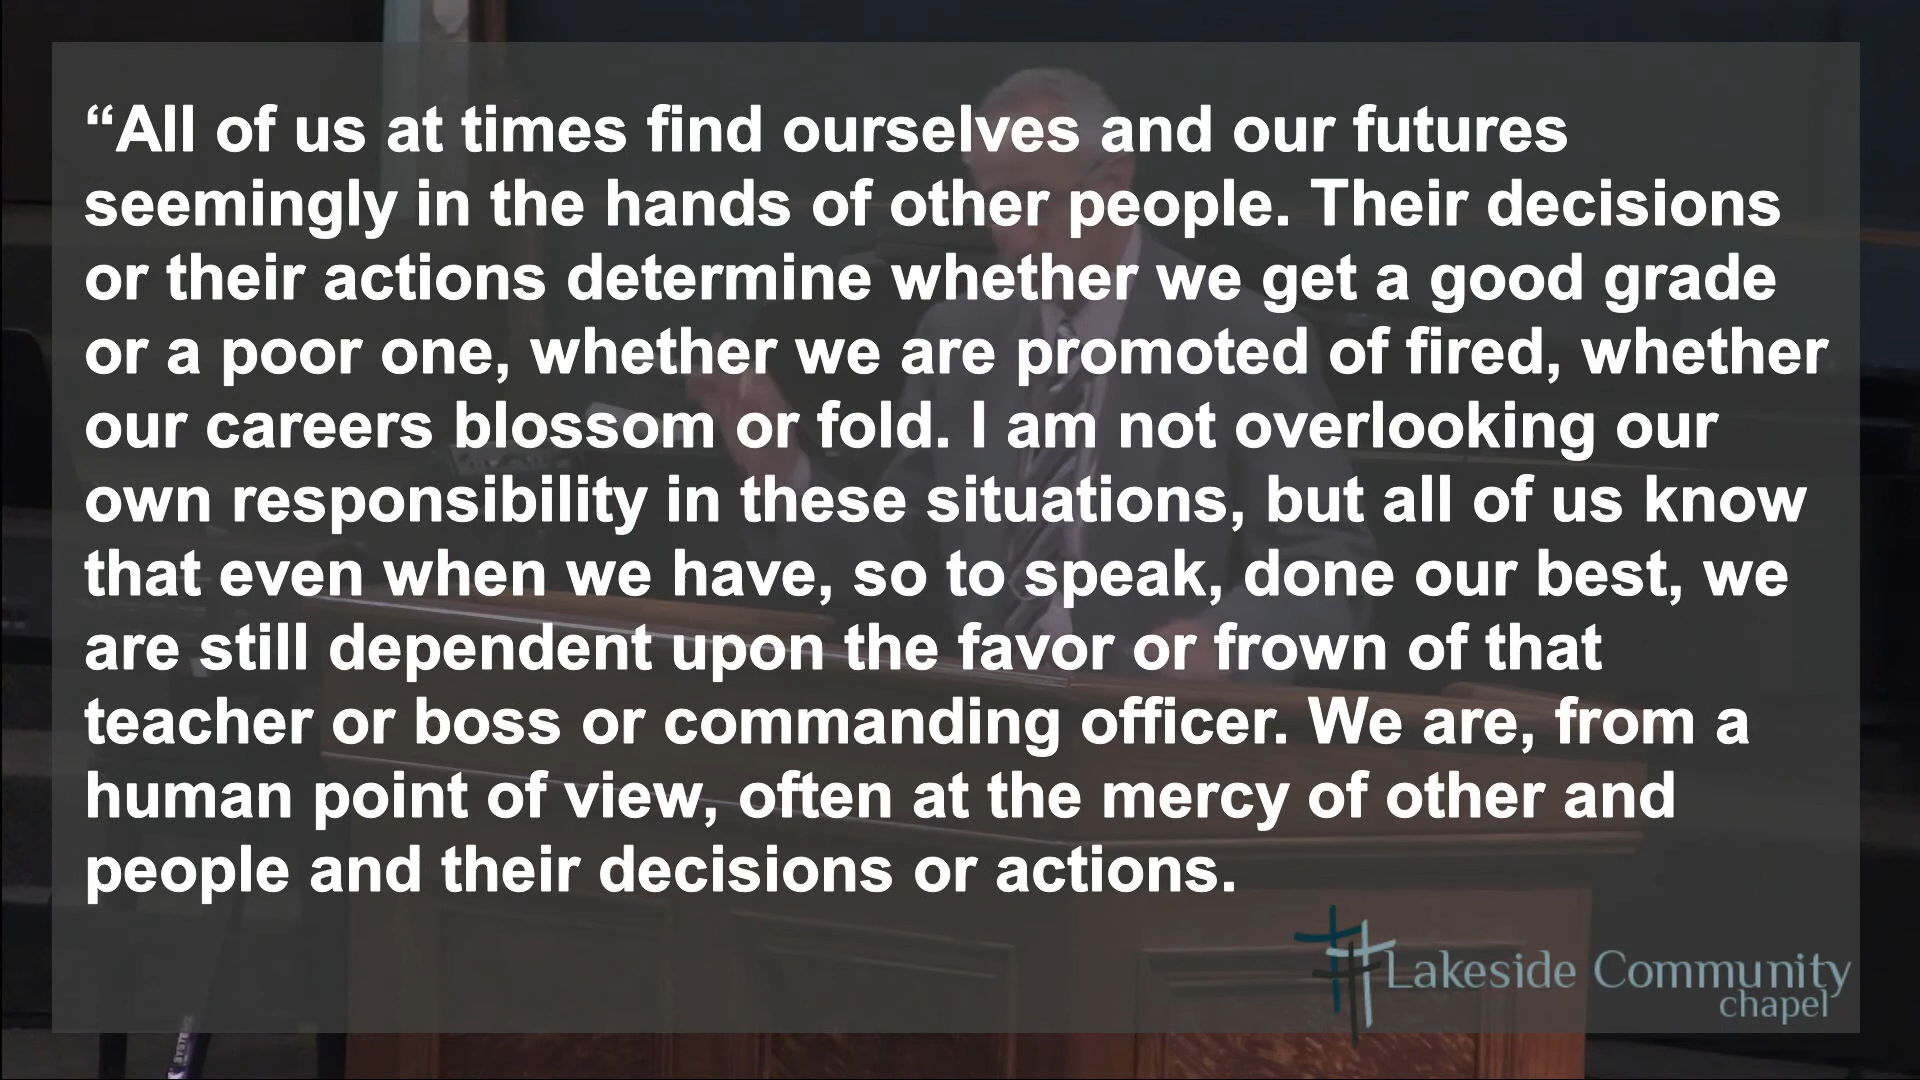 “All of us at times find ourselves and our futures
seemingly in the hands of other people. Their decisions
or their actions determine whether we get a good grade
or a poor one, whether we are promoted of fired, whether
our careers blossom or fold. I am not overlooking our
own responsibility in these situations, but all of us know
that even when we have, so to speak, done our best, we
are still dependent upon the favor or frown of that
teacher or boss or commanding officer. We are, from a
human point of view, often at the mercy of other and
people and their decisions or actions.
Lakeside Community
chapel